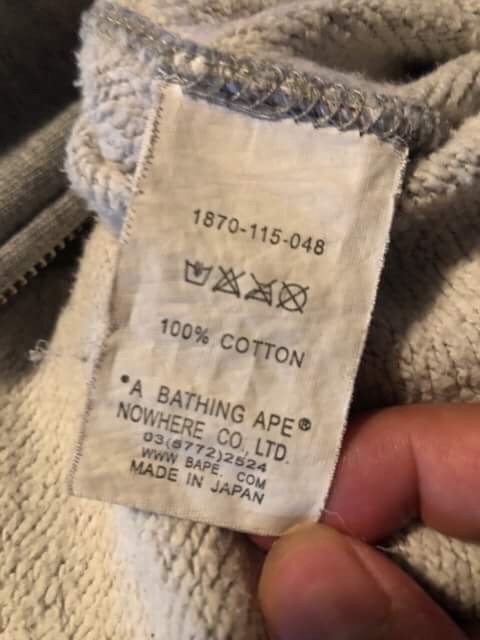 1870-115-048
100% COTTON
*A BATHING APE®
NOWHERE CO., LTD.
03(5772)2524
WWW BAPE. COM
MADE IN JAPAN